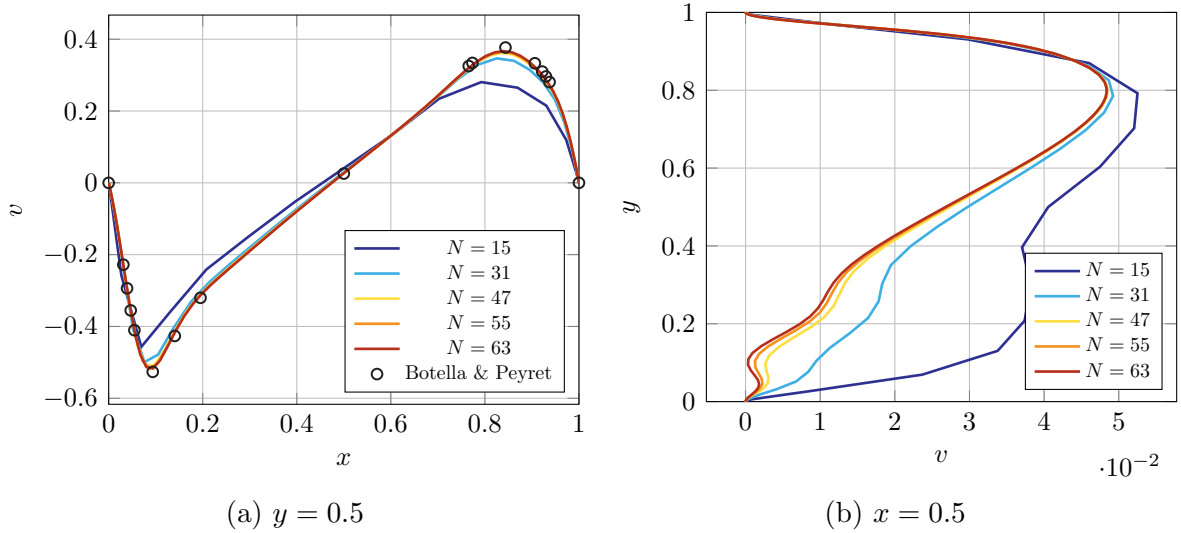 0.4
0.2
0
−0.2
−0.4
−0.6
v
0 0.2 0.4 0.6 0.8 1
x
N = 15
N = 31
N = 47
N = 55
N = 63
Botella & Peyret
(a) y = 0.5
1
0.8
0.6
0.4
0.2
0
y
0 1 2 3 4 5
v
·10−2
N = 15
N = 31
N = 47
N = 55
N = 63
(b) x = 0.5